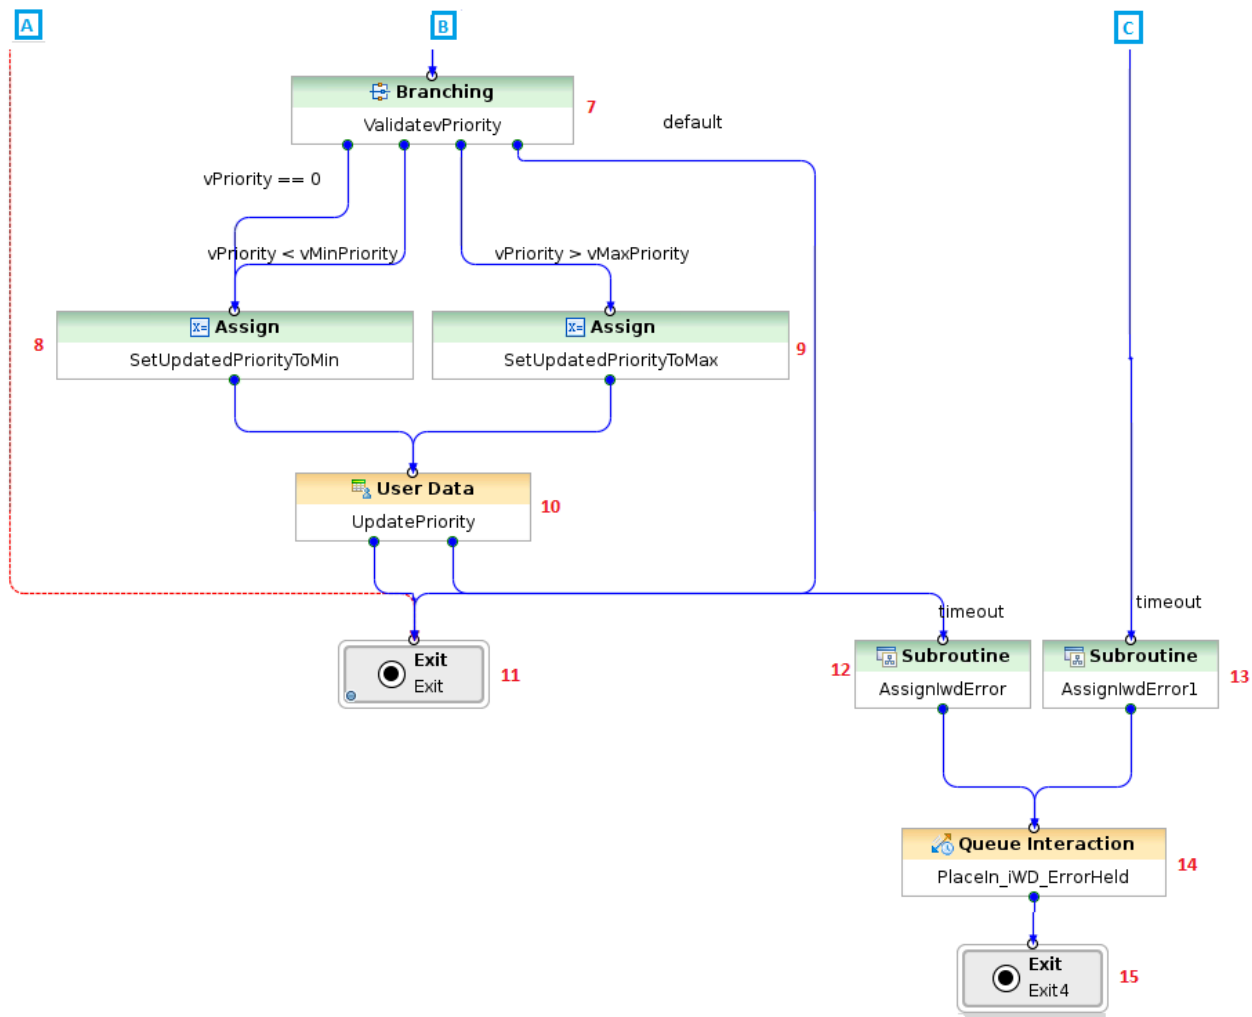 A
B
C
Branching
ValidatevPriority
7
default
vPriority == 0
vPriority < vMinPriority
vPriority > vMaxPriority
8
X= Assign
SetUpdatedPriorityToMin
X= Assign
SetUpdatedPriorityToMax
9
User Data
UpdatePriority
10
timeout
timeout
Exit
Exit
11
12
Subroutine
AssignIwdError
Subroutine
AssignIwdError1
13
Queue Interaction
PlaceIn_iWD_ErrorHeld
14
Exit
Exit4
15